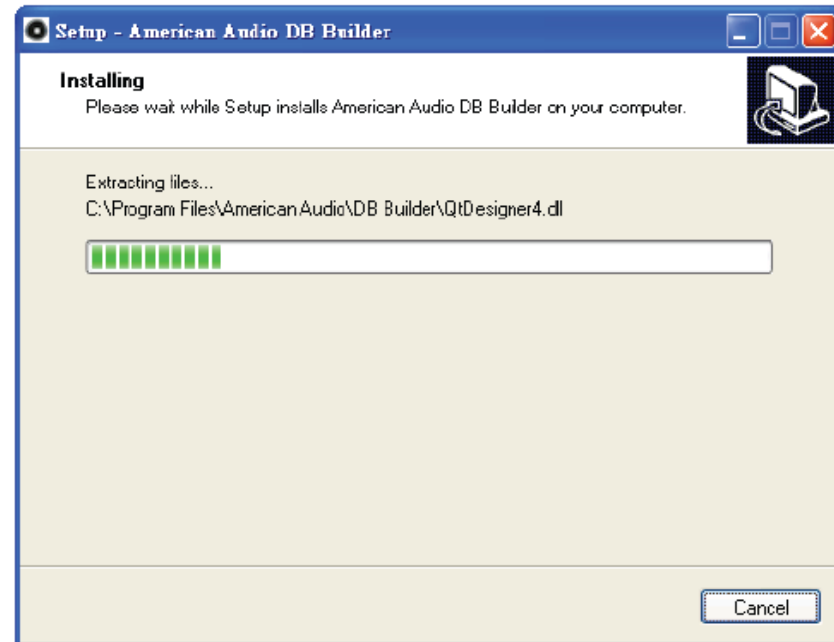 Setup - American Audio DB Builder
Installing
Please wait while Setup installs American Audio DB Builder on your computer.
Extracting files...
C:\Program Files\American Audio\DB Builder\QtDesigner4.dll
Cancel